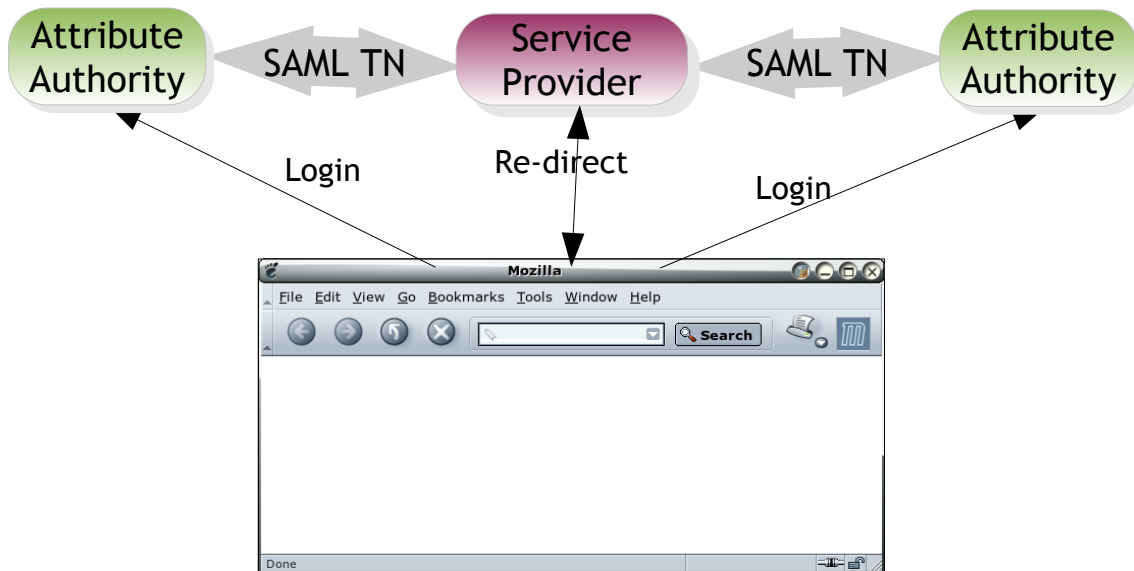 Attribute
Authority
SAML TN
Service
Provider
SAML TN
Attribute
Authority
Login
Re-direct
Login
Mozilla
File Edit View Go Bookmarks Tools Window Help
Search
Done